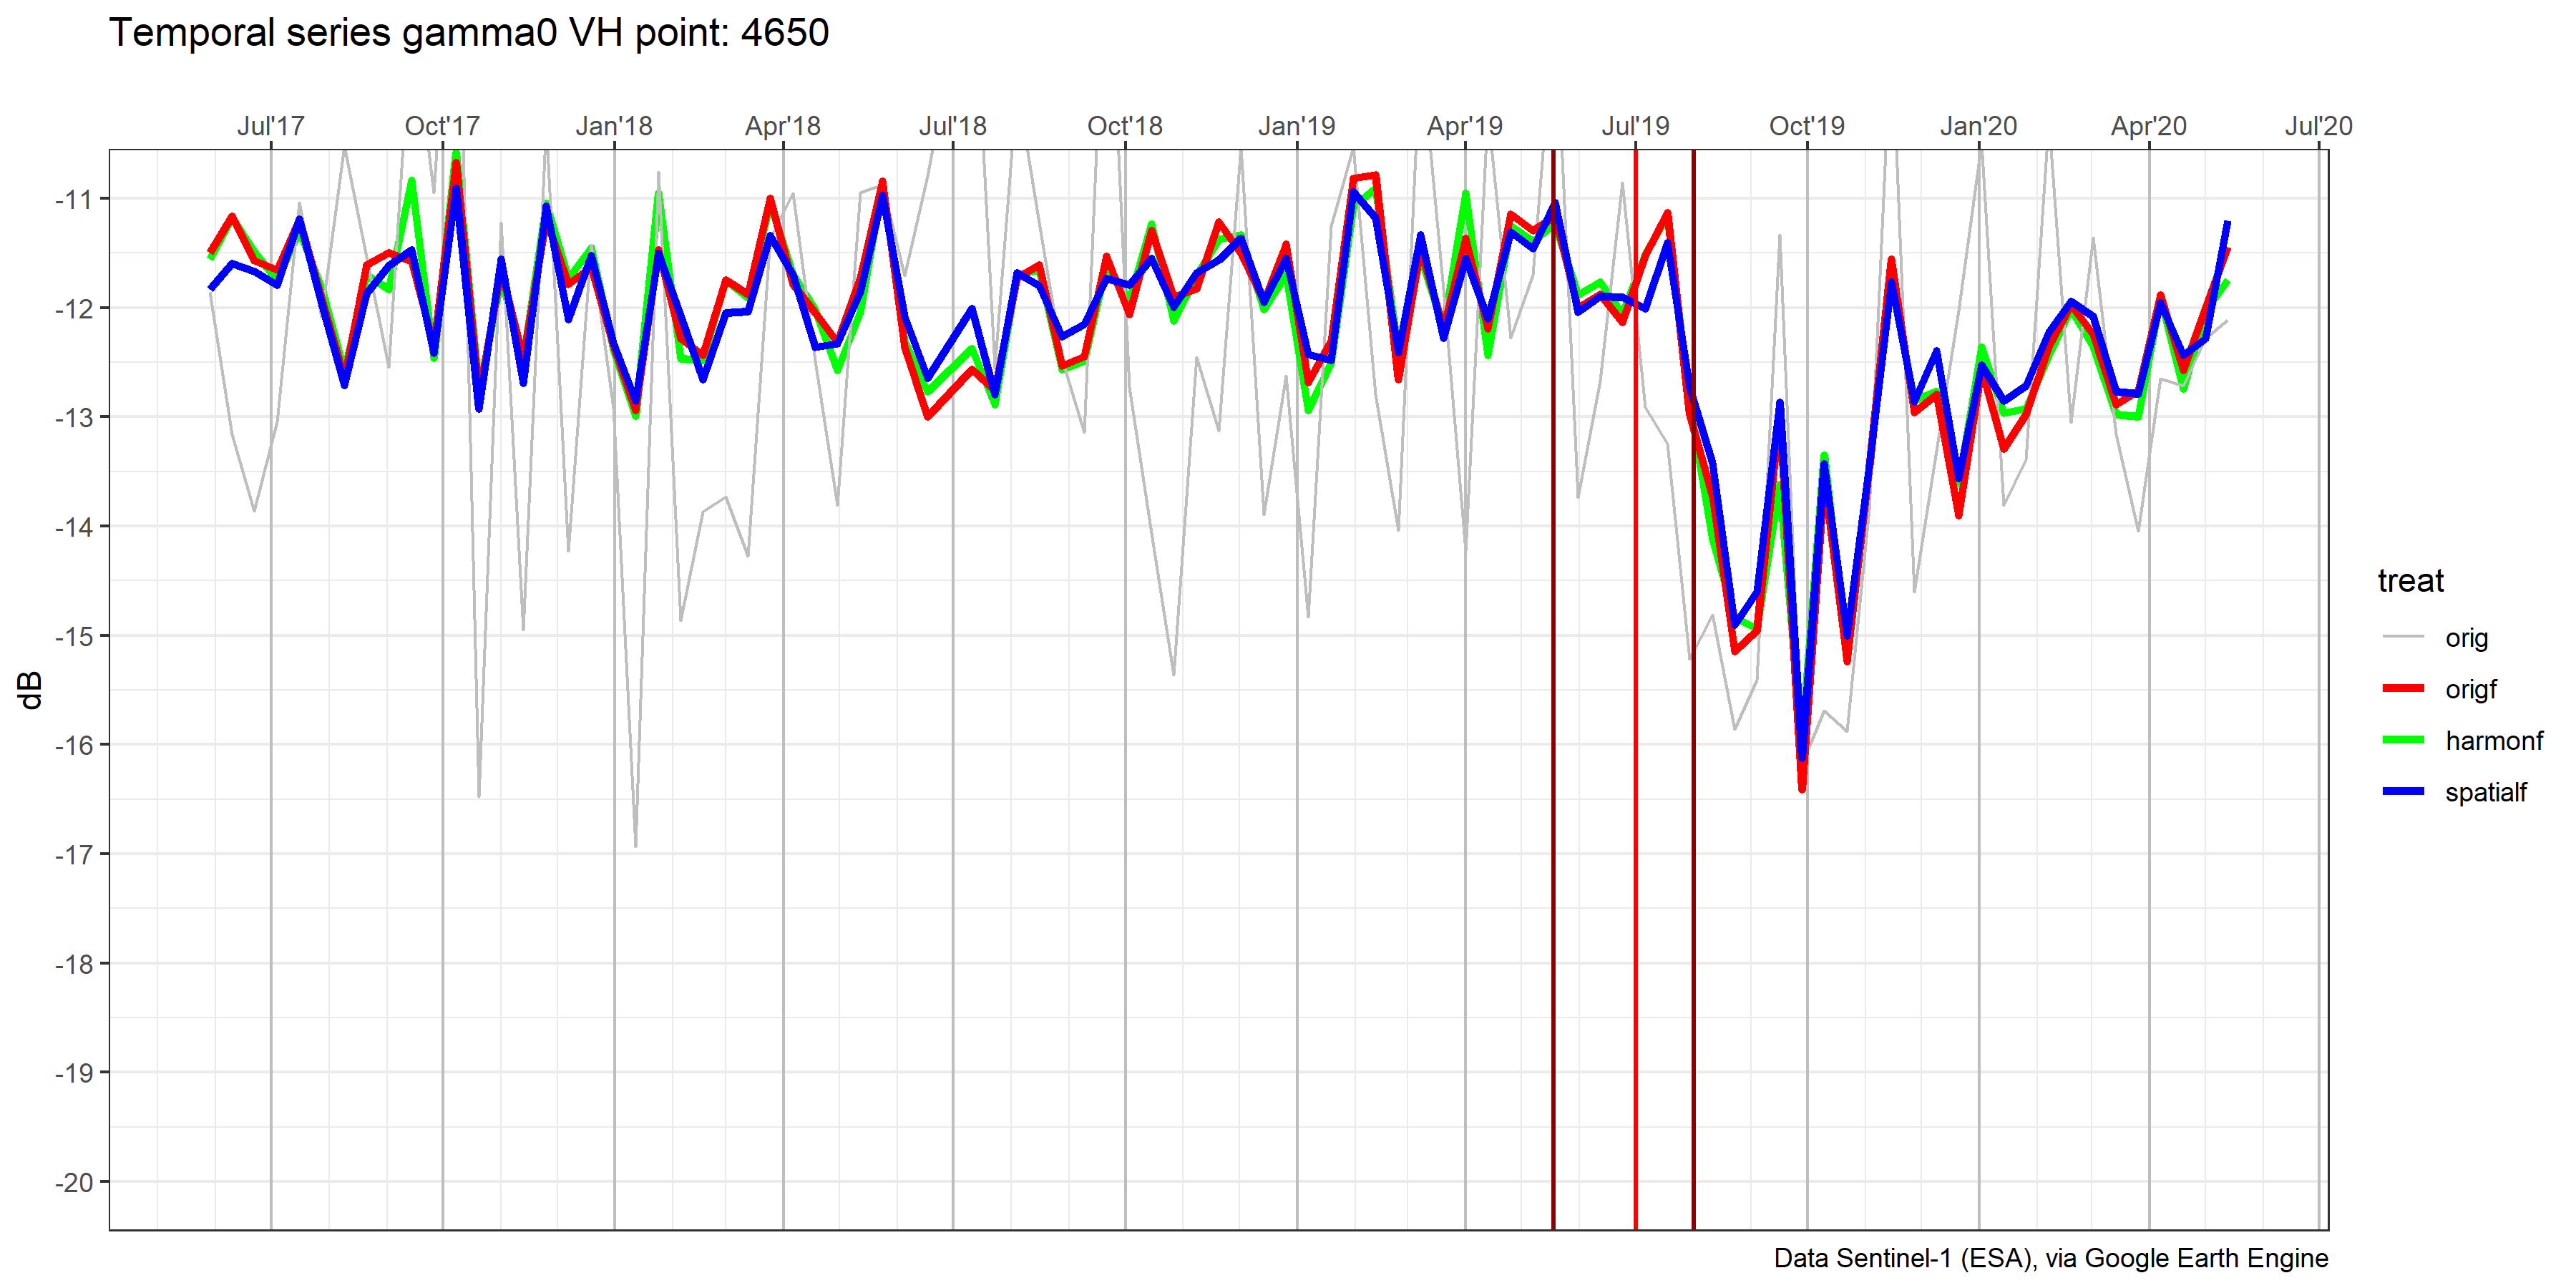 Temporal series gamma0 VH point: 4650
Jul'17 Oct'17 Jan'18 Apr'18 Jul'18 Oct'18 Jan'19 Apr'19 Jul'19 Oct'19 Jan'20 Apr'20 Jul'20
-11
-12
-13
-14
-15
-16
-17
-18
-19
-20
dB
treat
orig
origf
harmonf
spatialf
Data Sentinel-1 (ESA), via Google Earth Engine